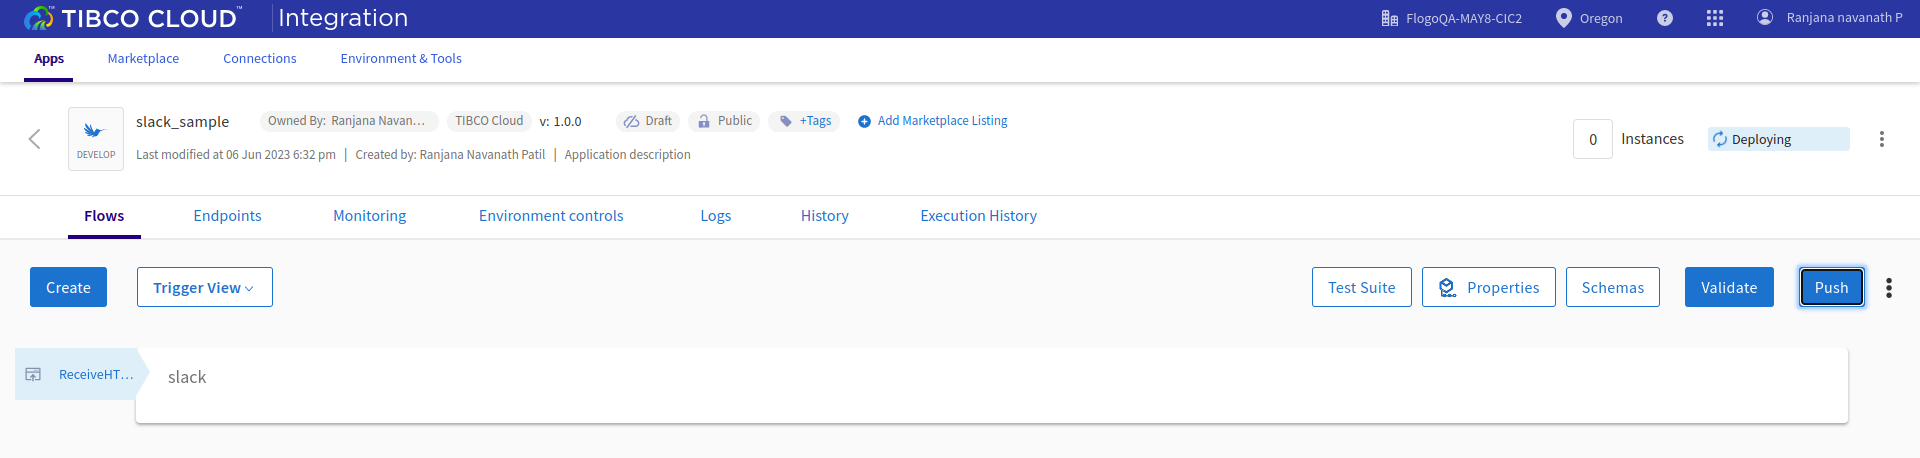 TIBCO CLOUD™ Integration FlogoQA-MAY8-CIC2 Oregon ? Ranjana navanath P
Apps Marketplace Connections Environment & Tools
slack_sample Owned By: Ranjana Navan... TIBCO Cloud v: 1.0.0 Draft Public +Tags Add Marketplace Listing
DEVELOP Last modified at 06 Jun 2023 6:32 pm | Created by: Ranjana Navanath Patil | Application description
0 Instances Deploying
Flows Endpoints Monitoring Environment controls Logs History Execution History
Create Trigger View Test Suite Properties Schemas Validate Push
ReceiveHT... slack